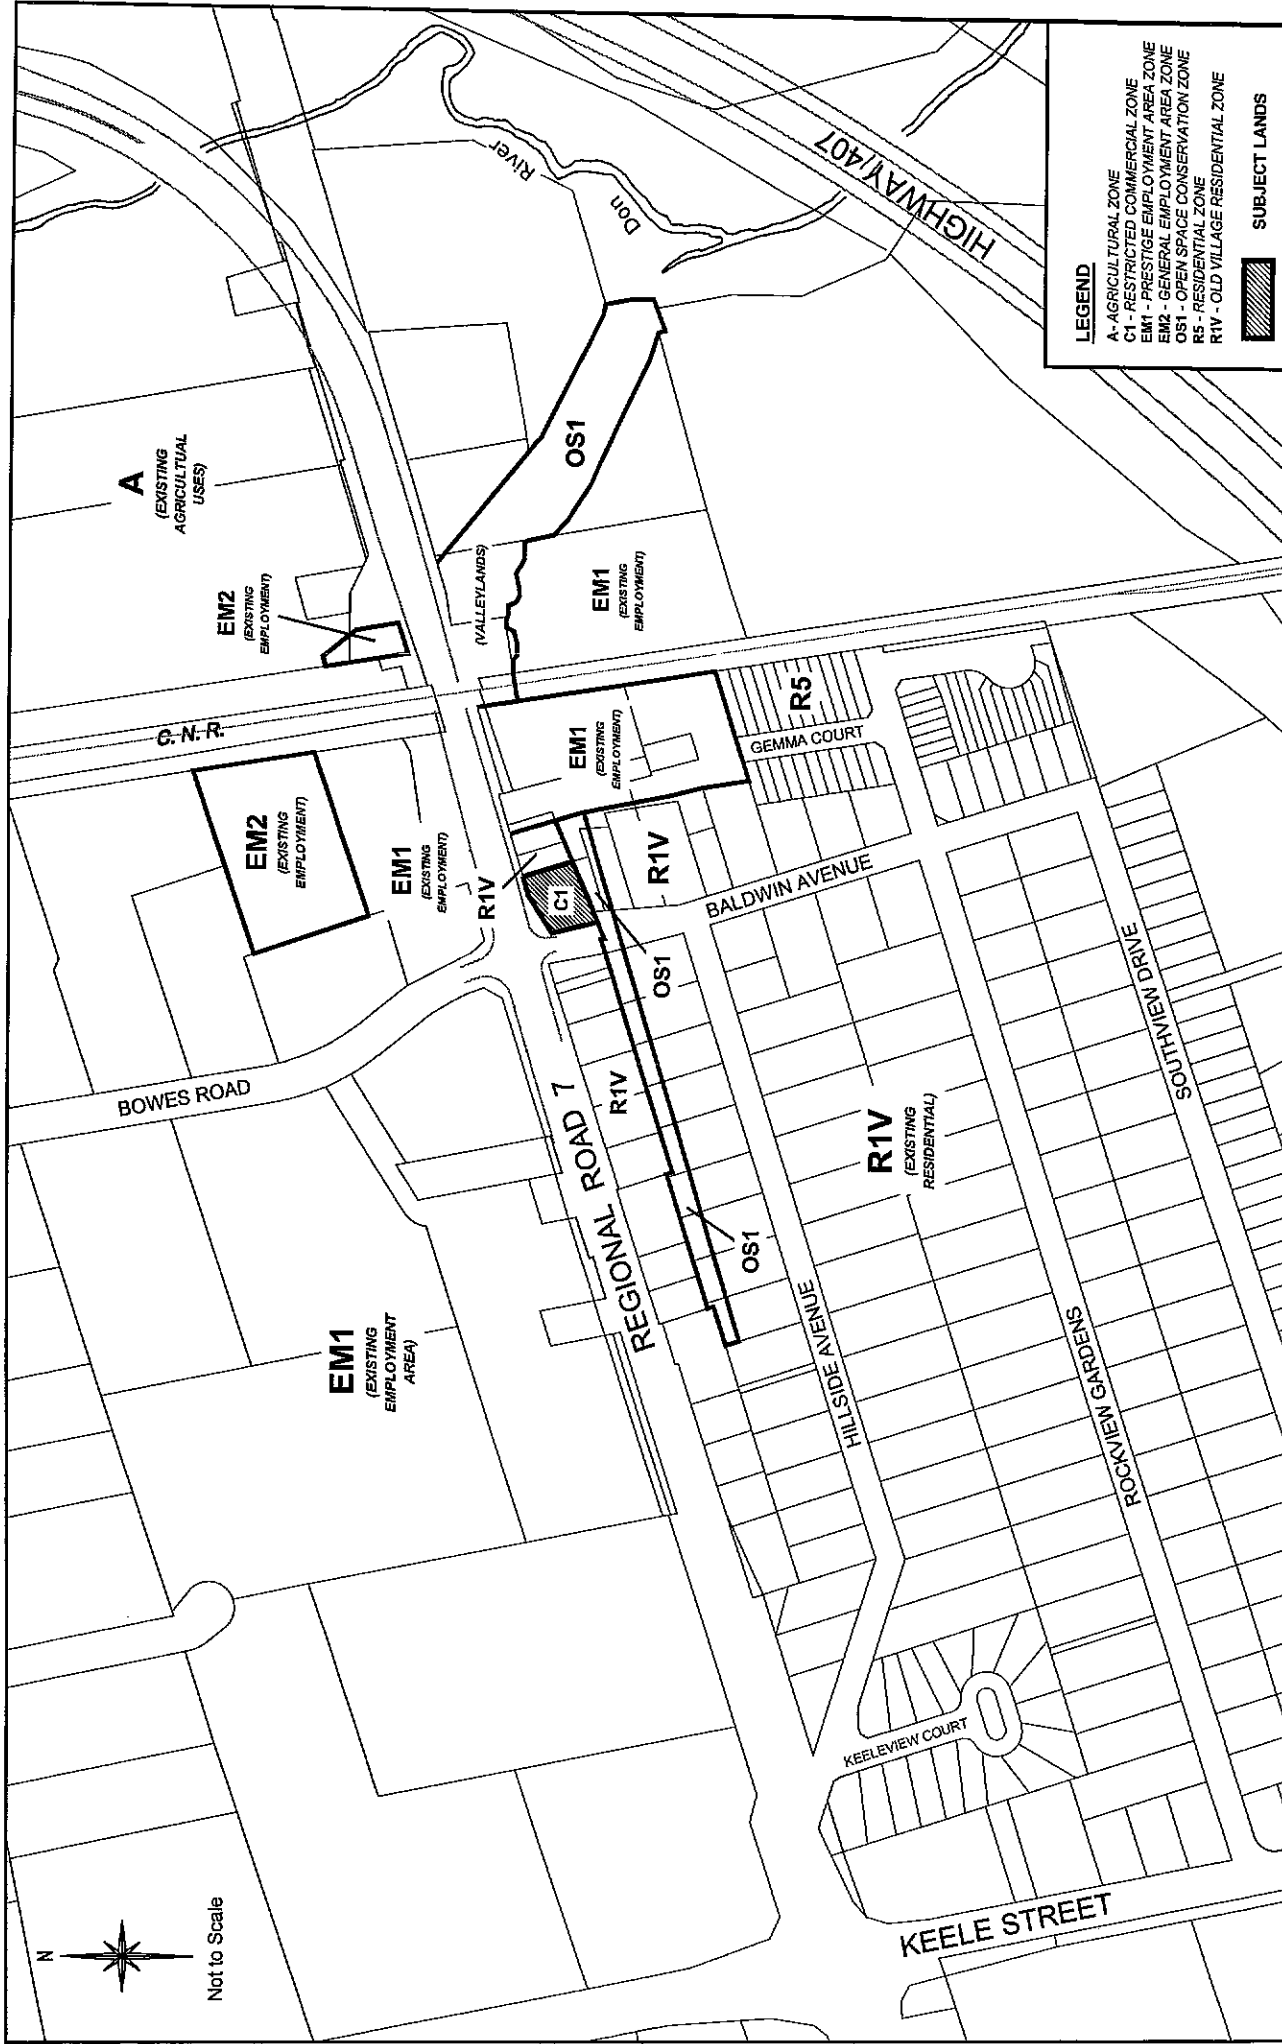 N
Not to Scale
EM1
(EXISTING
EMPLOYMENT
AREA)
BOWES ROAD
EM2
(EXISTING
EMPLOYMENT)
EM1
(EXISTING
EMPLOYMENT)
C. N. R.
EM2
(EXISTING
EMPLOYMENT)
A
(EXISTING
AGRICULTUAL
USES)
REGIONAL ROAD 7
R1V
C1
R1V
OS1
OS1
R1V
EM1
(EXISTING
EMPLOYMENT)
(VALLEYLANDS)
EM1
(EXISTING
EMPLOYMENT)
OS1
Don
River
HIGHWAY/407
R5
GEMMA COURT
BALDWIN AVENUE
HILLSIDE AVENUE
R1V
(EXISTING
RESIDENTIAL)
ROCKVIEW GARDENS
SOUTHVIEW DRIVE
KEELEVIEW COURT
KEELE STREET
LEGEND
A- AGRICULTURAL ZONE
C1 - RESTRICTED COMMERCIAL ZONE
EM1 - PRESTIGE EMPLOYMENT AREA ZONE
EM2 - GENERAL EMPLOYMENT AREA ZONE
OS1 - OPEN SPACE CONSERVATION ZONE
R5 - RESIDENTIAL ZONE
R1V - OLD VILLAGE RESIDENTIAL ZONE
SUBJECT LANDS